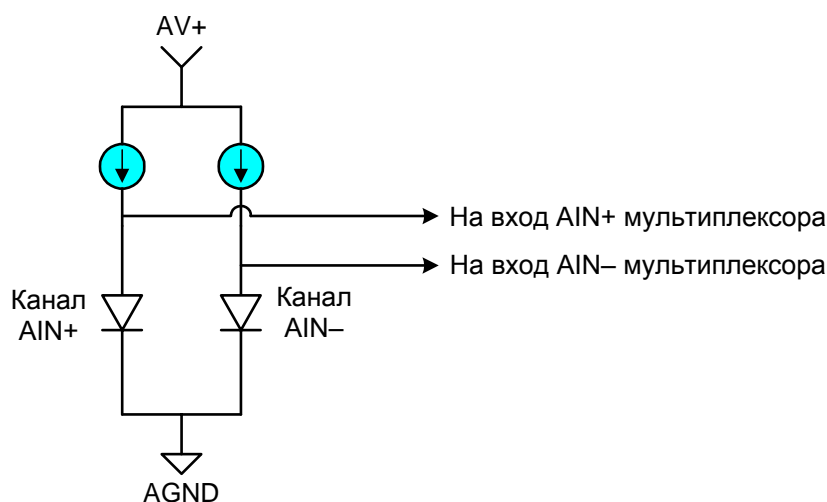 AV+
На вход AIN+ мультиплексора
На вход AIN– мультиплексора
Канал
AIN+
Канал
AIN–
AGND